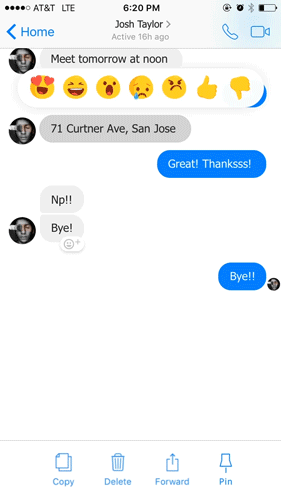 AT&T LTE 6:20 PM
Home
Josh Taylor >
Active 16h ago
Meet tomorrow at noon
71 Curtner Ave, San Jose
Great! Thanksss!
Np!!
Bye!
Bye!!
Copy Delete Forward Pin